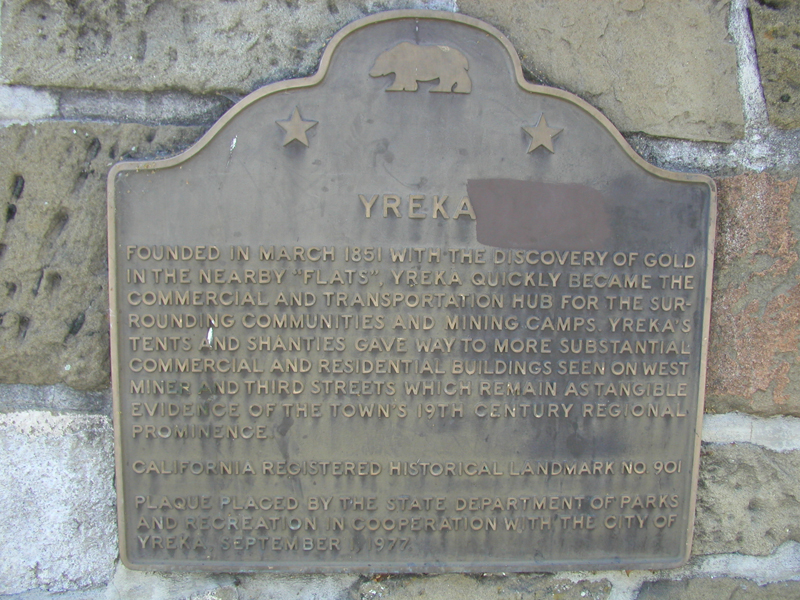 YREKA
FOUNDED IN MARCH 1851 WITH THE DISCOVERY OF GOLD
IN THE NEARBY "FLATS", YREKA QUICKLY BECAME THE
COMMERCIAL AND TRANSPORTATION HUB FOR THE SUR-
ROUNDING COMMUNITIES AND MINING CAMPS. YREKA'S
TENTS AND SHANTIES GAVE WAY TO MORE SUBSTANTIAL
COMMERCIAL AND RESIDENTIAL BUILDINGS SEEN ON WEST
MINER AND THIRD STREETS WHICH REMAIN AS TANGIBLE
EVIDENCE OF THE TOWN'S 19TH CENTURY REGIONAL
PROMINENCE.
CALIFORNIA REGISTERED HISTORICAL LANDMARK NO. 901
PLAQUE PLACED BY THE STATE DEPARTMENT OF PARKS
AND RECREATION IN COOPERATION WITH THE CITY OF
YREKA, SEPTEMBER 1, 1977.